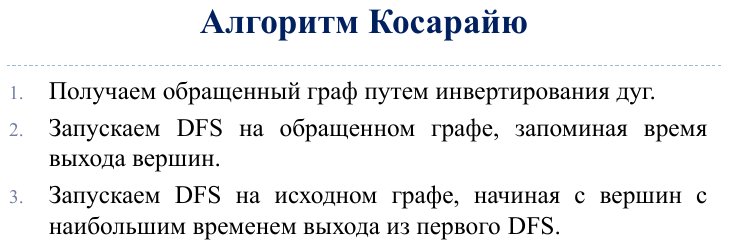 Алгоритм Косарайю
1. Получаем обращенный граф путем инвертирования дуг.
2. Запускаем DFS на обращенном графе, запоминая время
выхода вершин.
3. Запускаем DFS на исходном графе, начиная с вершин с
наибольшим временем выхода из первого DFS.